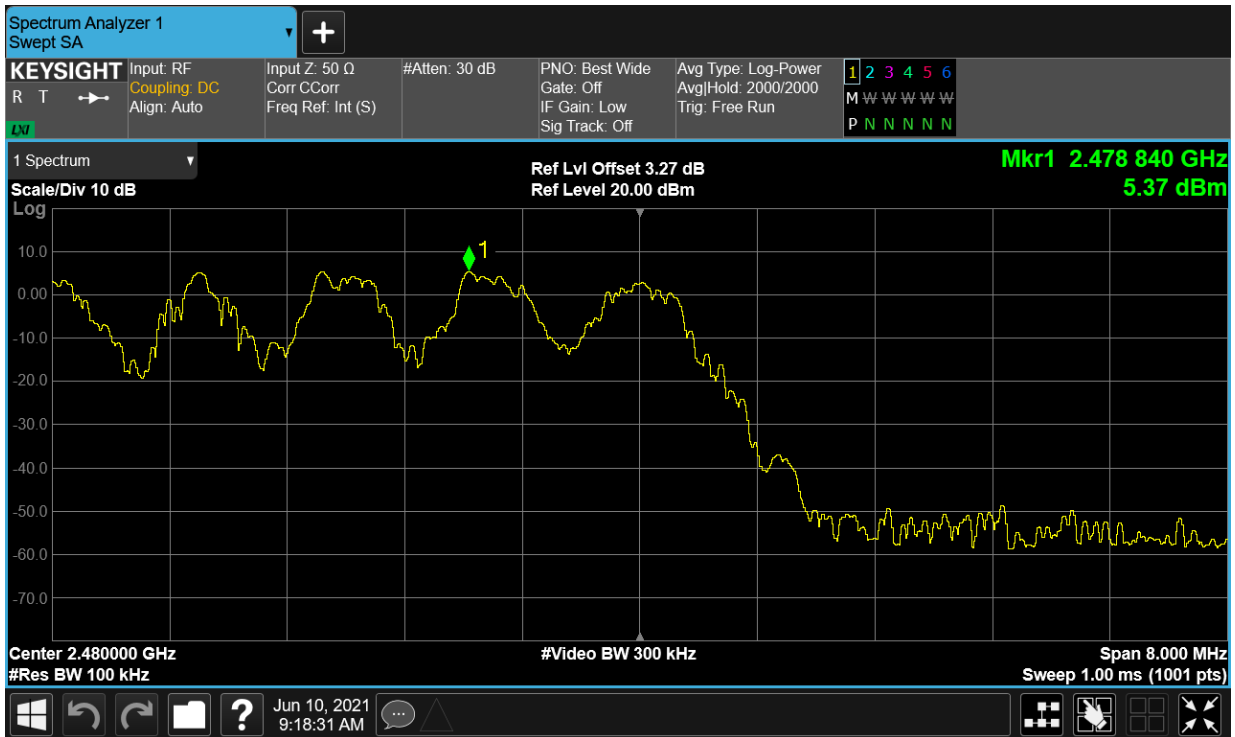 Spectrum Analyzer 1
Swept SA
KEYSIGHT
R T
LXI
Input: RF
Coupling: DC
Align: Auto
Input Z: 50 Ω
Corr CCorr
Freq Ref: Int (S)
#Atten: 30 dB
PNO: Best Wide
Gate: Off
IF Gain: Low
Sig Track: Off
Avg Type: Log-Power
Avg|Hold: 2000/2000
Trig: Free Run
1 2 3 4 5 6
M W W W W W
P N N N N N
1 Spectrum
Scale/Div 10 dB
Log
Ref Lvl Offset 3.27 dB
Ref Level 20.00 dBm
Mkr1 2.478 840 GHz
5.37 dBm
1
10.0
0.00
-10.0
-20.0
-30.0
-40.0
-50.0
-60.0
-70.0
Center 2.480000 GHz
#Res BW 100 kHz
#Video BW 300 kHz
Span 8.000 MHz
Sweep 1.00 ms (1001 pts)
?
Jun 10, 2021
9:18:31 AM